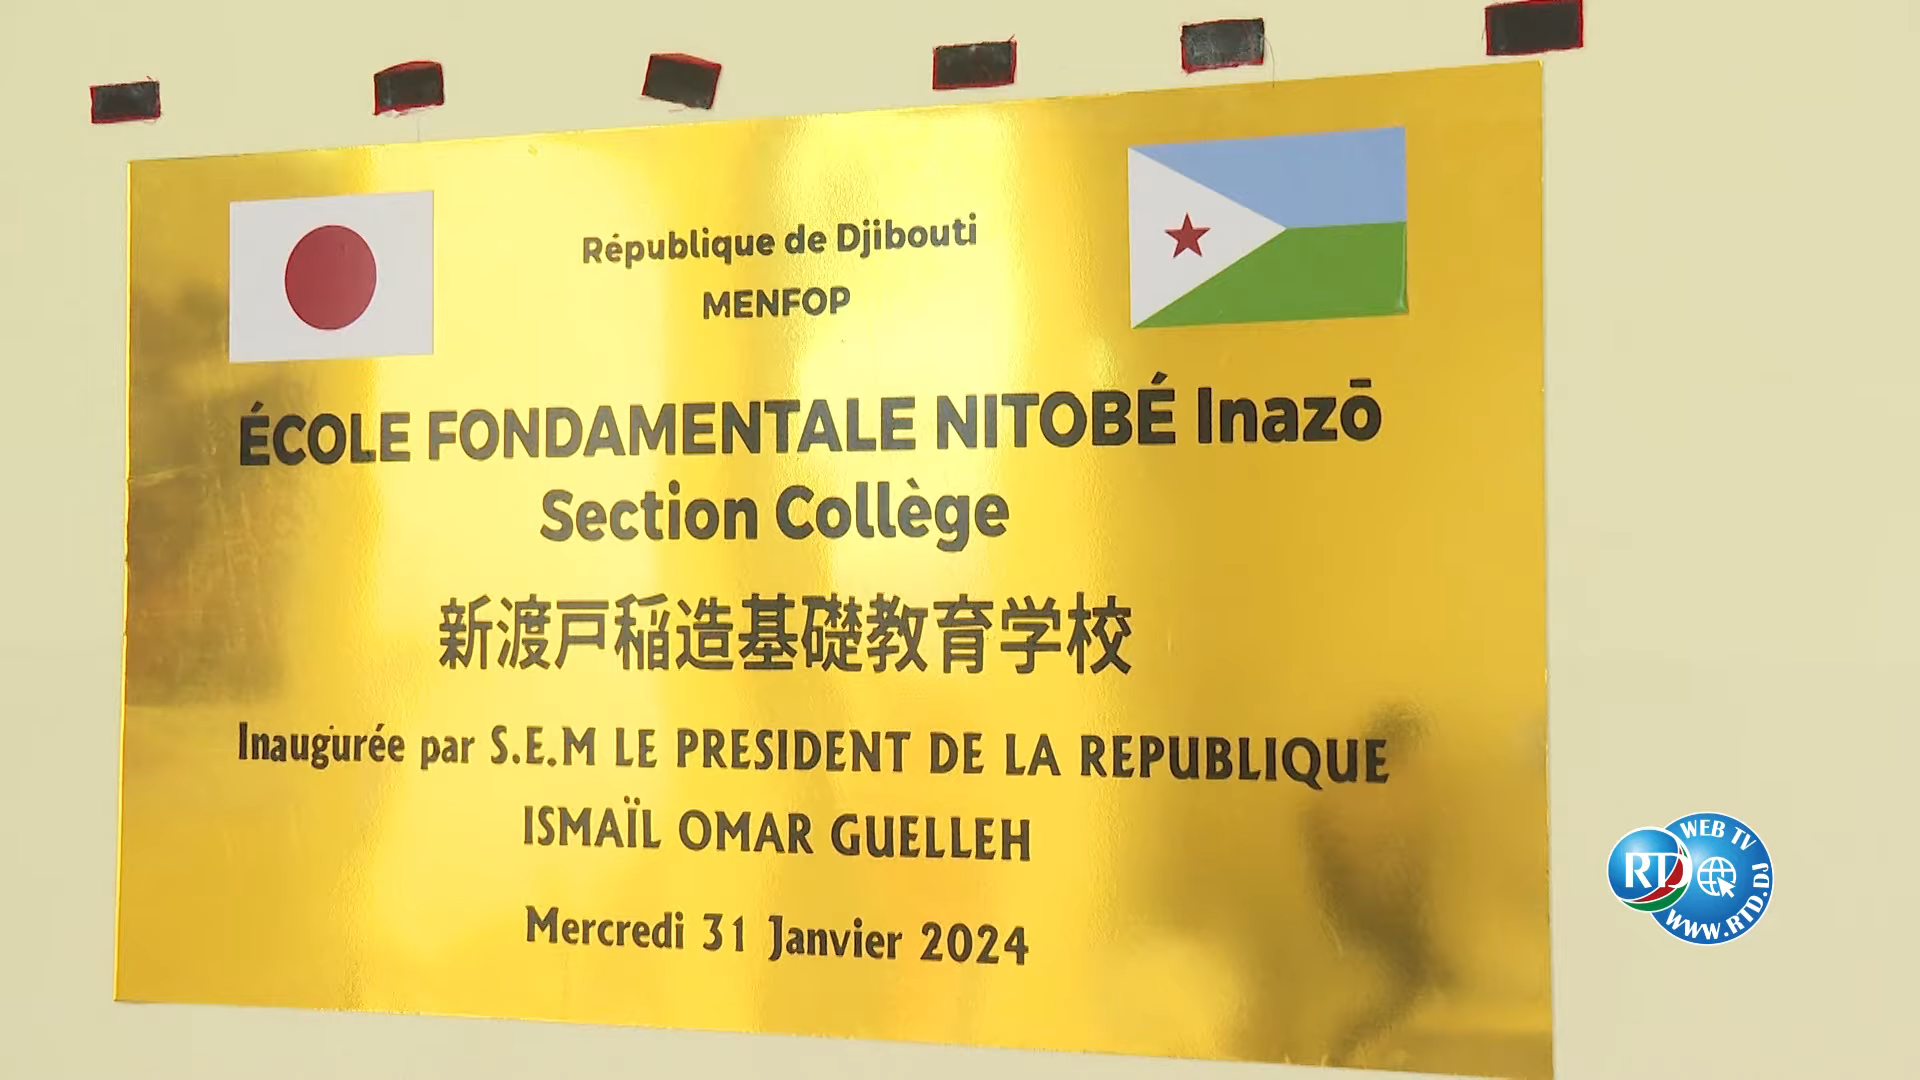 République de Djibouti
MENFOP
ÉCOLE FONDAMENTALE NITOBÉ Inazō
Section Collège
新渡戸稲造基礎教育学校
Inaugurée par S.E.M LE PRESIDENT DE LA REPUBLIQUE
ISMAÏL OMAR GUELLEH
Mercredi 31 Janvier 2024
RTD
WEB TV
WWW.RTD.DJ